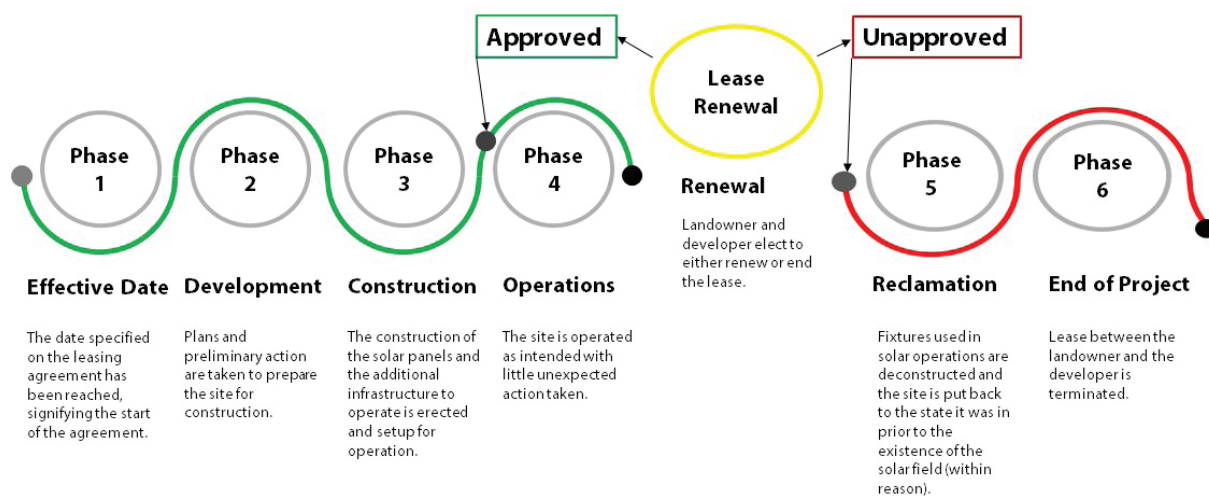 Approved
Unapproved
Lease
Renewal
Phase
1
Phase
2
Phase
3
Phase
4
Phase
5
Phase
6
Effective Date
The date specified
on the leasing
agreement has
been reached,
signifying the start
of the agreement.
Development
Plans and
preliminary action
are taken to prepare
the site for
construction.
Construction
The construction of
the solar panels and
the additional
infrastructure to
operate is erected
and setup for
operation.
Operations
The site is operated
as intended with
little unexpected
action taken.
Renewal
Landowner and
developer elect to
either renew or end
the lease.
Reclamation
Fixtures used in
solar operations are
deconstructed and
the site is put back
to the state it was in
prior to the
existence of the
solar field (within
reason).
End of Project
Lease between the
landowner and the
developer is
terminated.